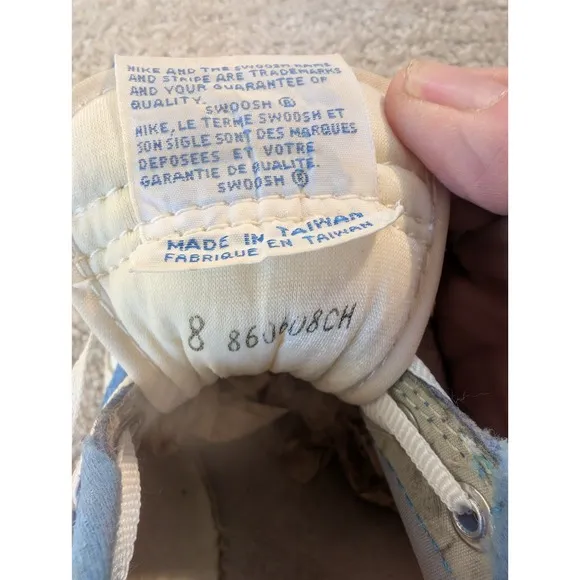 NIKE AND THE SWOOSH NAME
AND STRIPE ARE TRADEMARKS
AND YOUR GUARANTEE OF
QUALITY.
SWOOSH ®
NIKE, LE TERME SWOOSH ET
SON SIGLE SONT DES MARQUES
DEPOSEES ET VOTRE
GARANTIE DE QUALITE.
SWOOSH ®
MADE IN TAIWAN
FABRIQUE EN TAIWAN
8